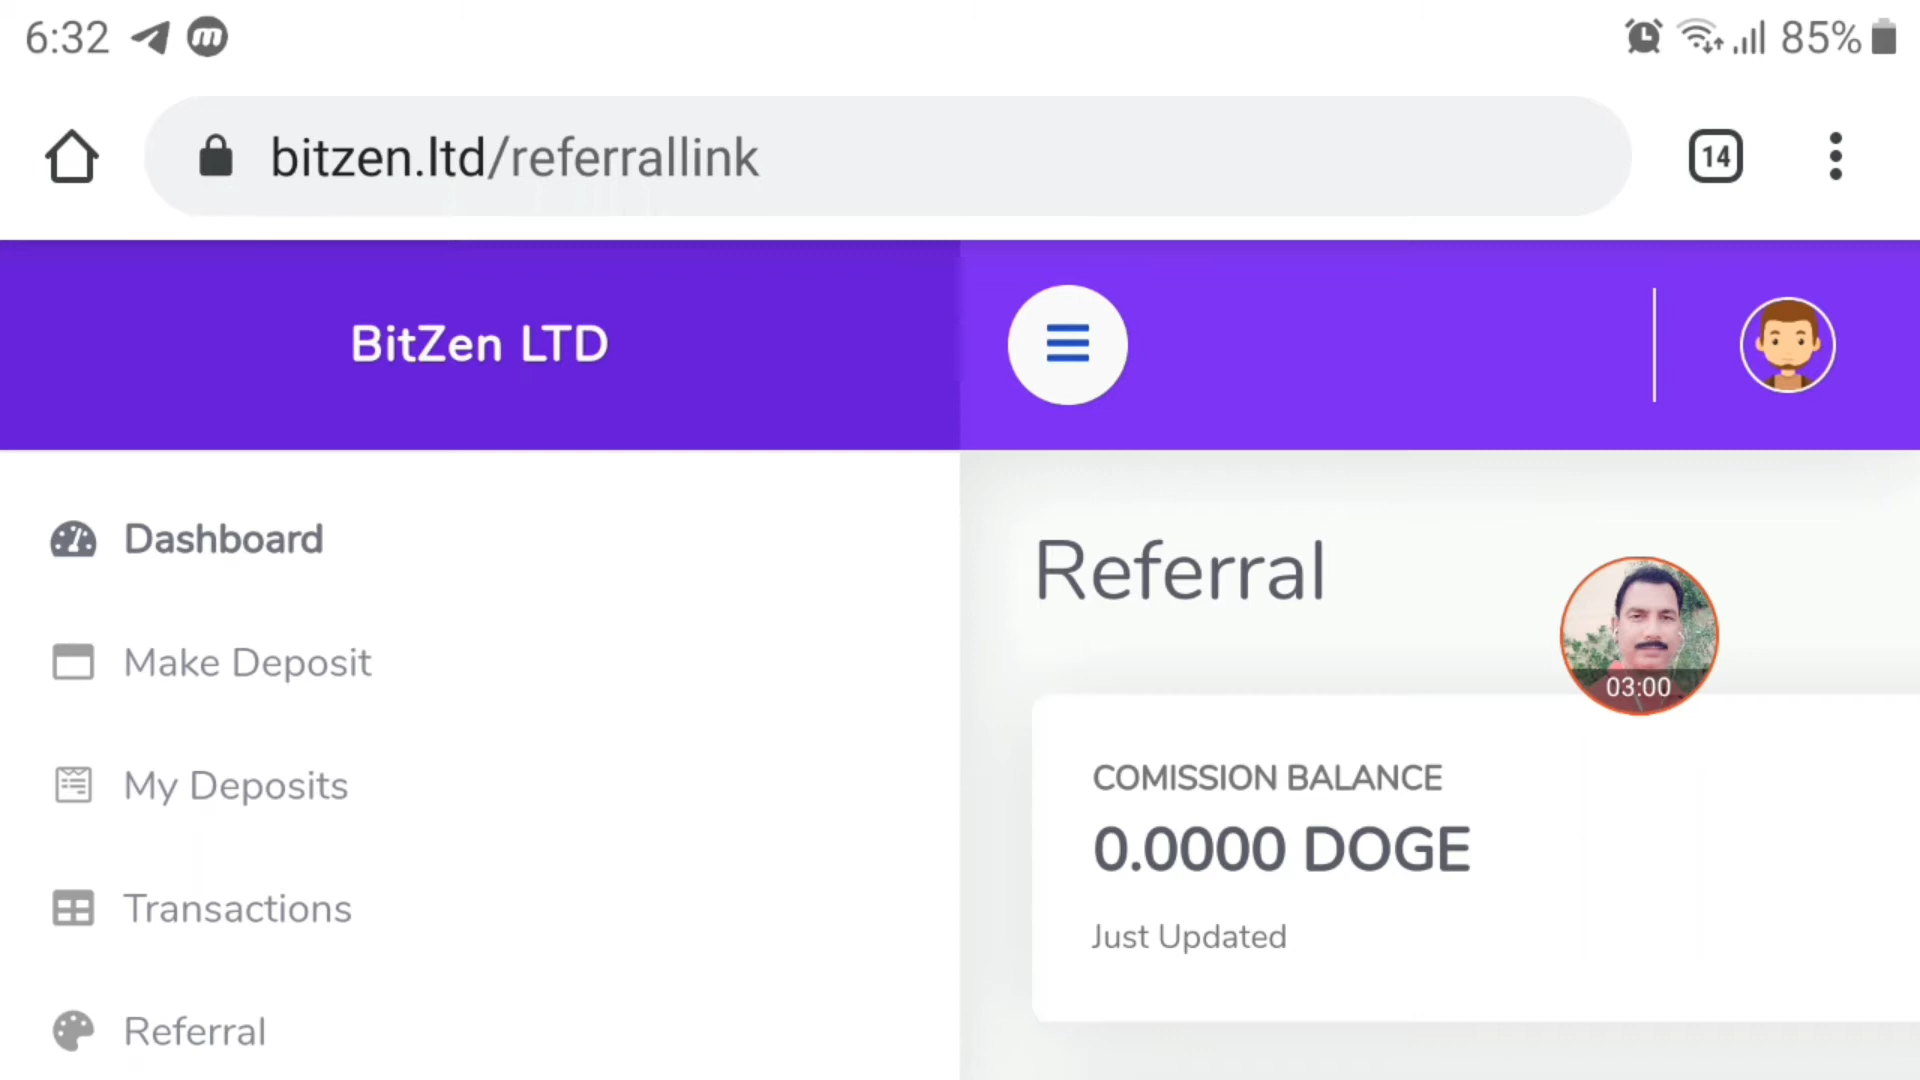 6:32
85%
bitzen.ltd/referrallink
14
BitZen LTD
Dashboard
Make Deposit
My Deposits
Transactions
Referral
Referral
03:00
COMISSION BALANCE
0.0000 DOGE
Just Updated